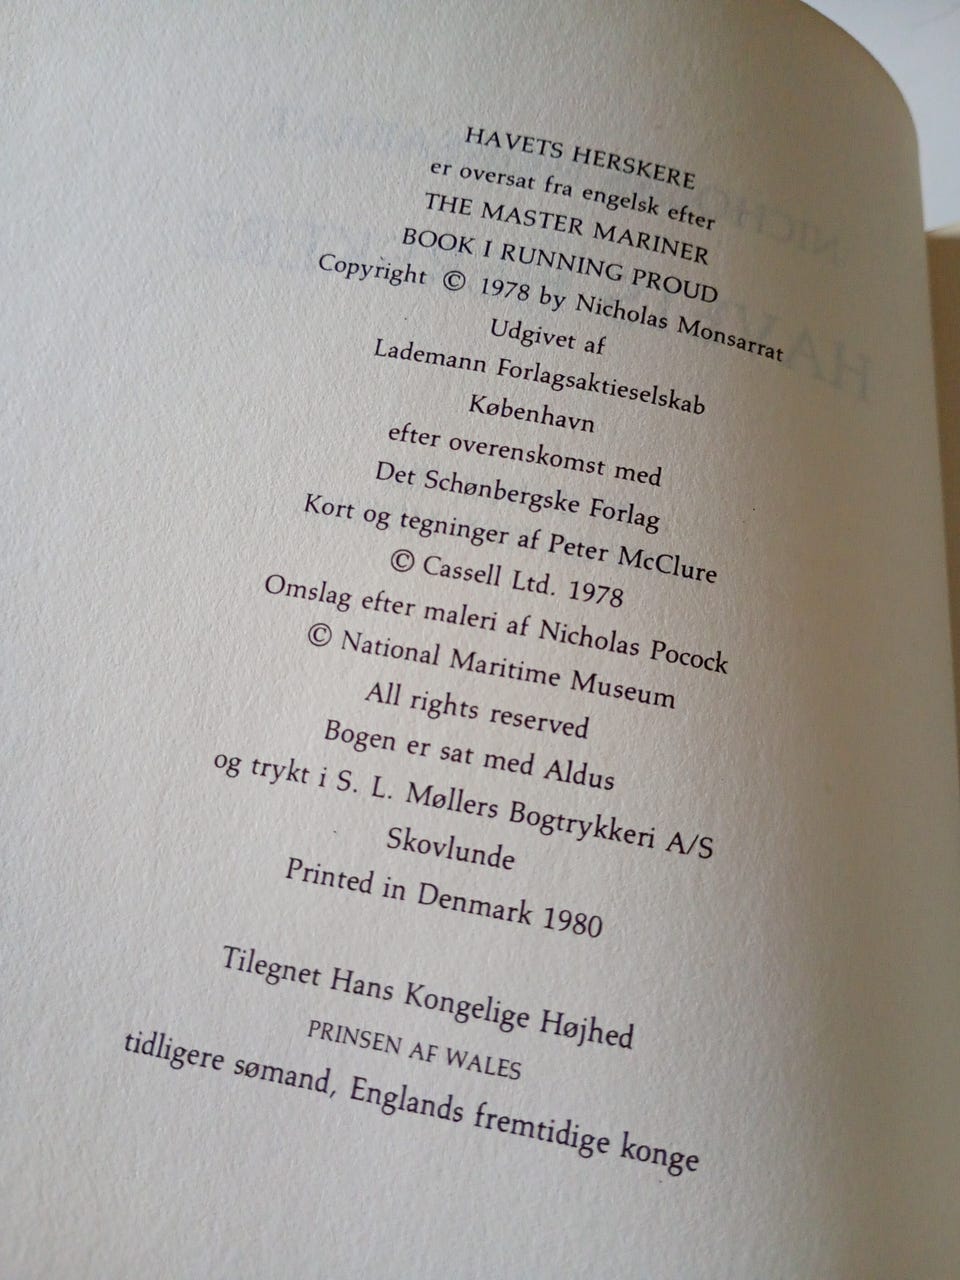 HAVETS HERSKERE
er oversat fra engelsk efter
THE MASTER MARINER
BOOK I RUNNING PROUD
Copyright © 1978 by Nicholas Monsarrat
Udgivet af
Lademann Forlagsaktieselskab
København
efter overenskomst med
Det Schønbergske Forlag
Kort og tegninger af Peter McClure
© Cassell Ltd. 1978
Omslag efter maleri af Nicholas Pocock
© National Maritime Museum
All rights reserved
Bogen er sat med Aldus
og trykt i S. L. Møllers Bogtrykkeri A/S
Skovlunde
Printed in Denmark 1980
Tilegnet Hans Kongelige Højhed
PRINSEN AF WALES
tidligere sømand, Englands fremtidige konge